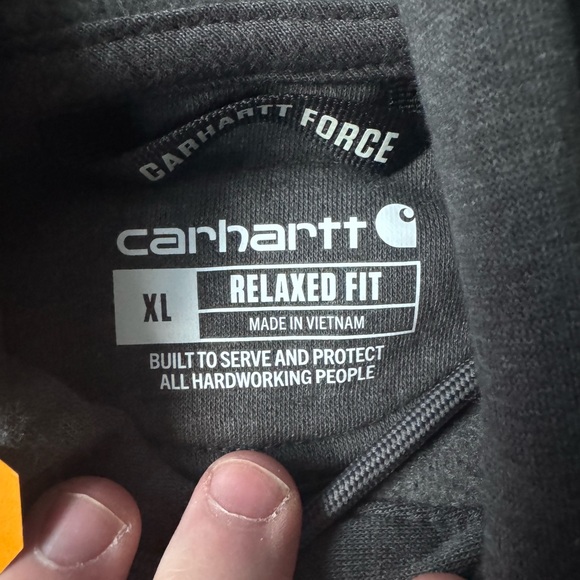 CARHARTT FORCE
carhartt
XL
RELAXED FIT
MADE IN VIETNAM
BUILT TO SERVE AND PROTECT
ALL HARDWORKING PEOPLE